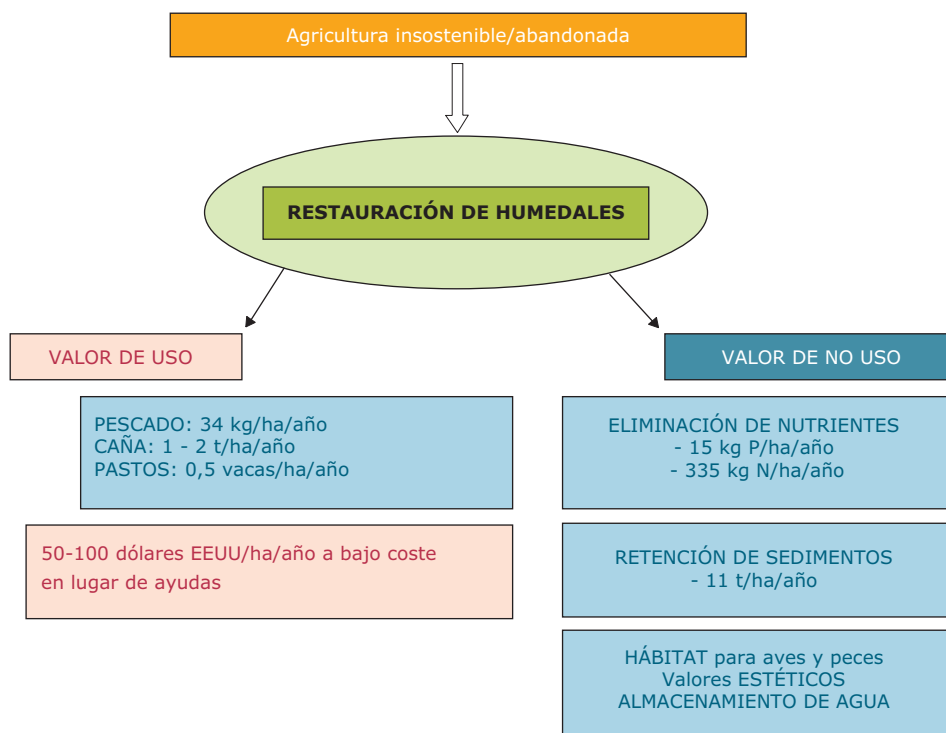 Agricultura insostenible/abandonada
RESTAURACIÓN DE HUMEDALES
VALOR DE USO
PESCADO: 34 kg/ha/año
CAÑA: 1 - 2 t/ha/año
PASTOS: 0,5 vacas/ha/año
50-100 dólares EEUU/ha/año a bajo coste
en lugar de ayudas
VALOR DE NO USO
ELIMINACIÓN DE NUTRIENTES
- 15 kg P/ha/año
- 335 kg N/ha/año
RETENCIÓN DE SEDIMENTOS
- 11 t/ha/año
HÁBITAT para aves y peces
Valores ESTÉTICOS
ALMACENAMIENTO DE AGUA